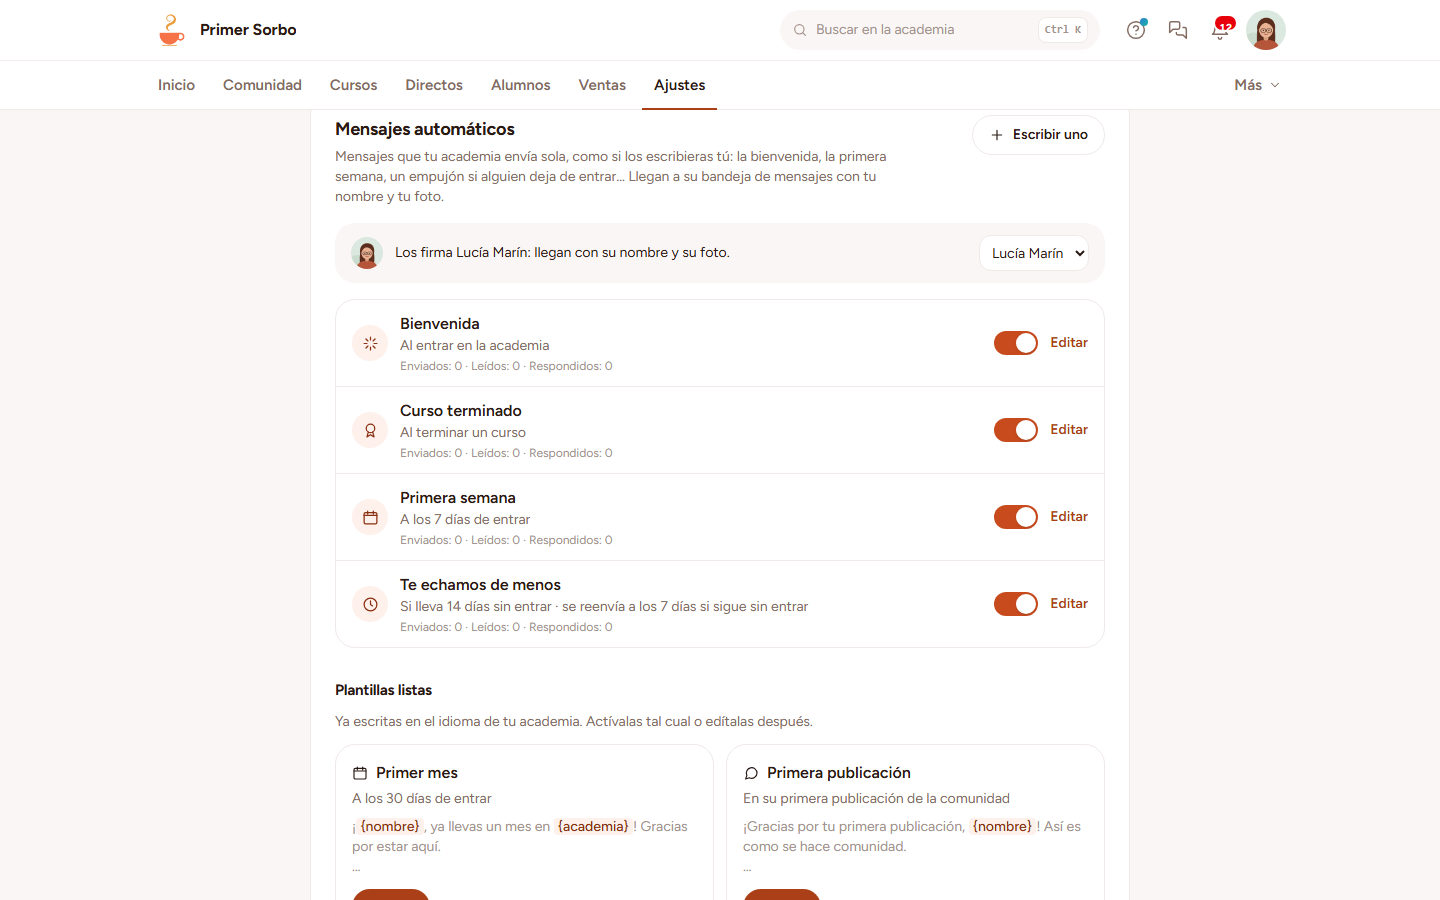 Primer Sorbo
Buscar en la academia
Ctrl K
12
Inicio
Comunidad
Cursos
Directos
Alumnos
Ventas
Ajustes
Más
Mensajes automáticos
Escribir uno
Mensajes que tu academia envía sola, como si los escribieras tú: la bienvenida, la primera
semana, un empujón si alguien deja de entrar... Llegan a su bandeja de mensajes con tu
nombre y tu foto.
Los firma Lucía Marín: llegan con su nombre y su foto.
Lucía Marín
Bienvenida
Al entrar en la academia
Enviados: 0 · Leídos: 0 · Respondidos: 0
Editar
Curso terminado
Al terminar un curso
Enviados: 0 · Leídos: 0 · Respondidos: 0
Editar
Primera semana
A los 7 días de entrar
Enviados: 0 · Leídos: 0 · Respondidos: 0
Editar
Te echamos de menos
Si lleva 14 días sin entrar · se reenvía a los 7 días si sigue sin entrar
Enviados: 0 · Leídos: 0 · Respondidos: 0
Editar
Plantillas listas
Ya escritas en el idioma de tu academia. Actívalas tal cual o edítalas después.
Primer mes
A los 30 días de entrar
¡{nombre}, ya llevas un mes en {academia}! Gracias
por estar aquí.
...
Primera publicación
En su primera publicación de la comunidad
¡Gracias por tu primera publicación, {nombre}! Así es
como se hace comunidad.
...